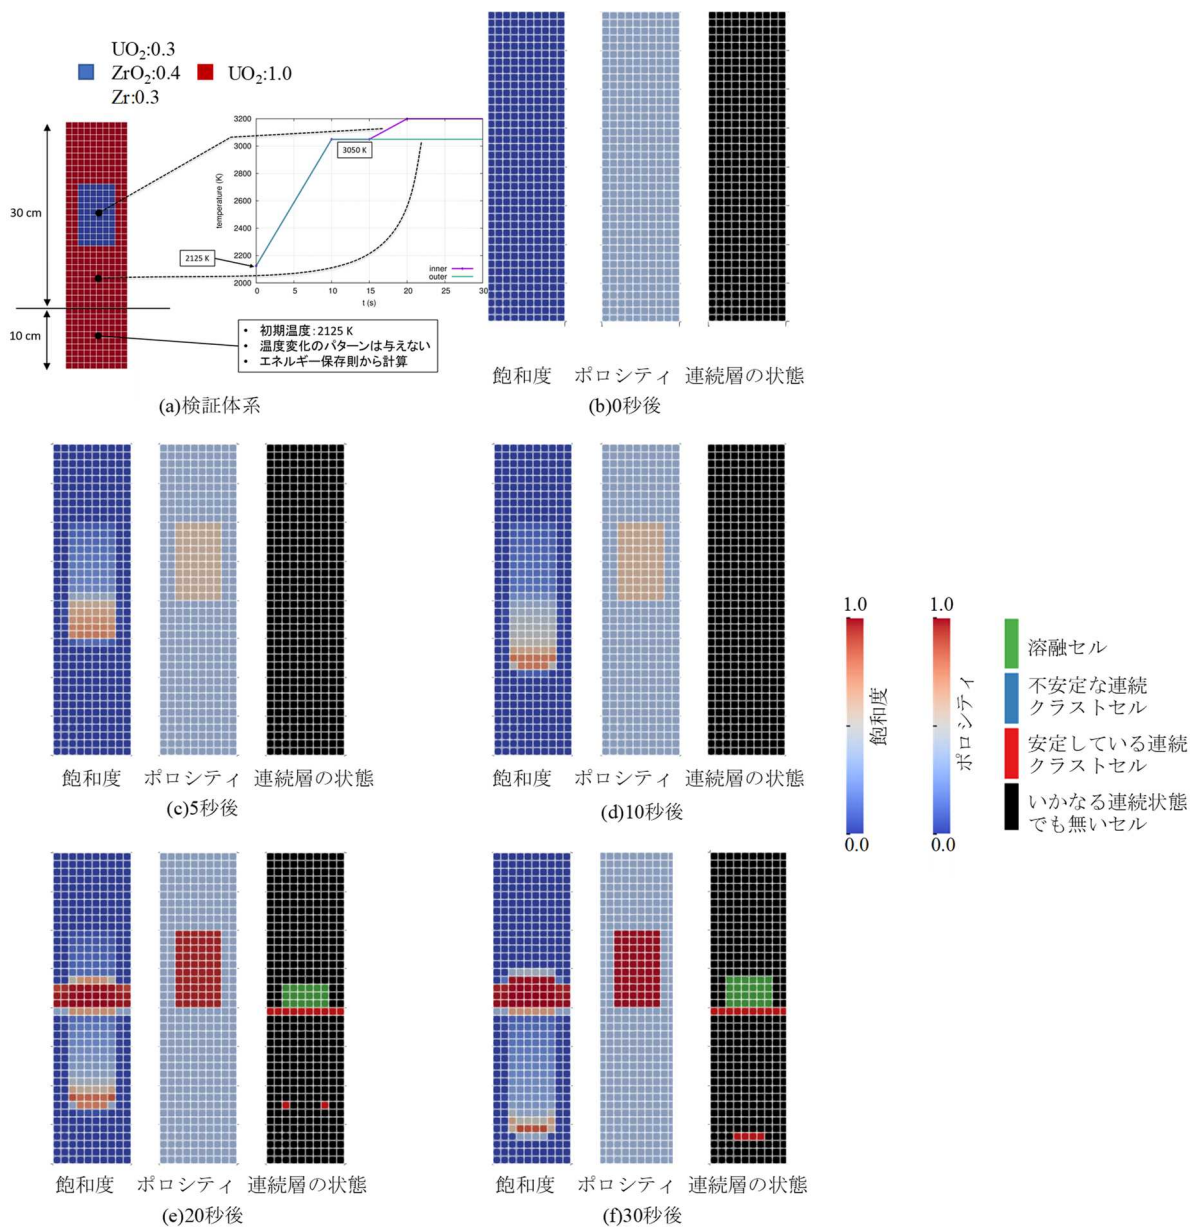 UO₂:0.3
ZrO₂:0.4
Zr:0.3
UO₂:1.0
30 cm
10 cm
3200
3000
2800
2600
2400
2200
2000
temperature (K)
0
5
10
15
20
25
30
t (s)
3050 K
2125 K
inner
outer
• 初期温度:2125 K
• 温度変化のパターンは与えない
• エネルギー保存則から計算
(a)検証体系
飽和度
ポロシティ
連続層の状態
(b)0秒後
飽和度
ポロシティ
連続層の状態
(c)5秒後
飽和度
ポロシティ
連続層の状態
(d)10秒後
1.0
飽和度
0.0
1.0
ポロシティ
0.0
溶融セル
不安定な連続
クラストセル
安定している連続
クラストセル
いかなる連続状態
でも無いセル
飽和度
ポロシティ
連続層の状態
(e)20秒後
飽和度
ポロシティ
連続層の状態
(f)30秒後